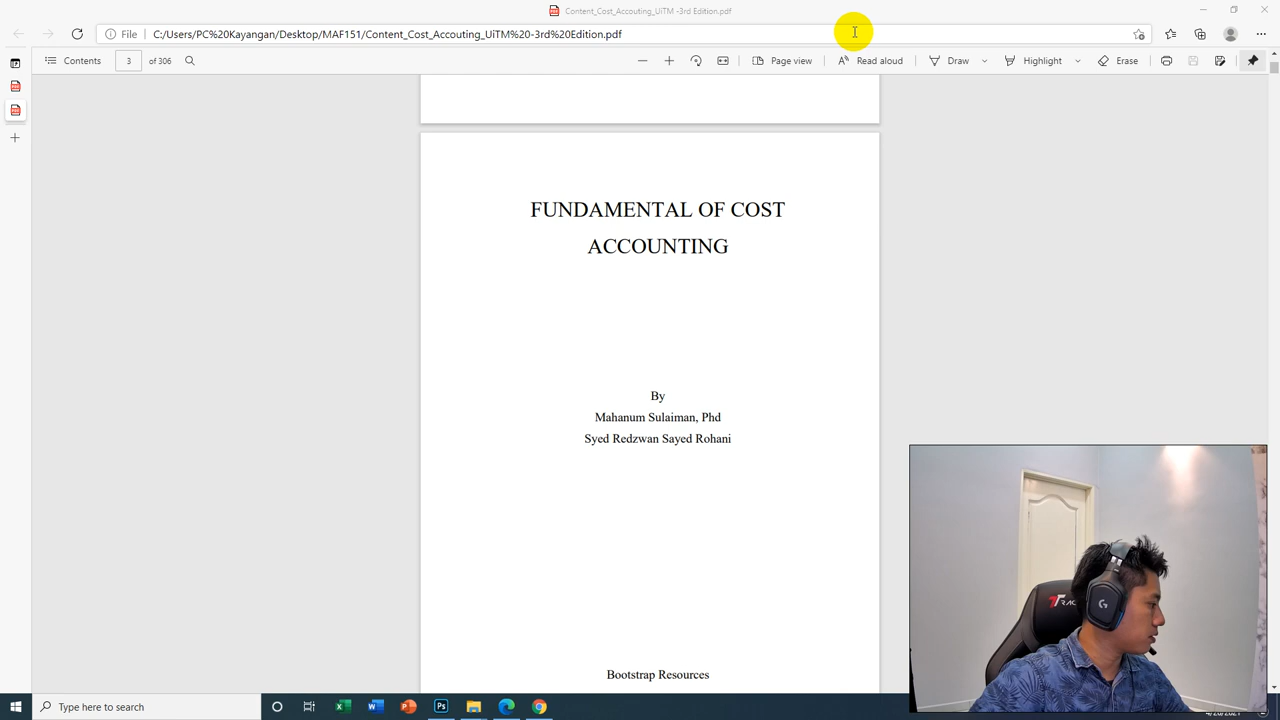 Content_Cost_Accouting_UiTM -3rd Edition.pdf
File C:/Users/PC%20Kayangan/Desktop/MAF151/Content_Cost_Accouting_UiTM%20-3rd%20Edition.pdf
Contents 3 of 306 Page view Read aloud Draw Highlight Erase
FUNDAMENTAL OF COST
ACCOUNTING
By
Mahanum Sulaiman, Phd
Syed Redzwan Sayed Rohani
Bootstrap Resources
Type here to search